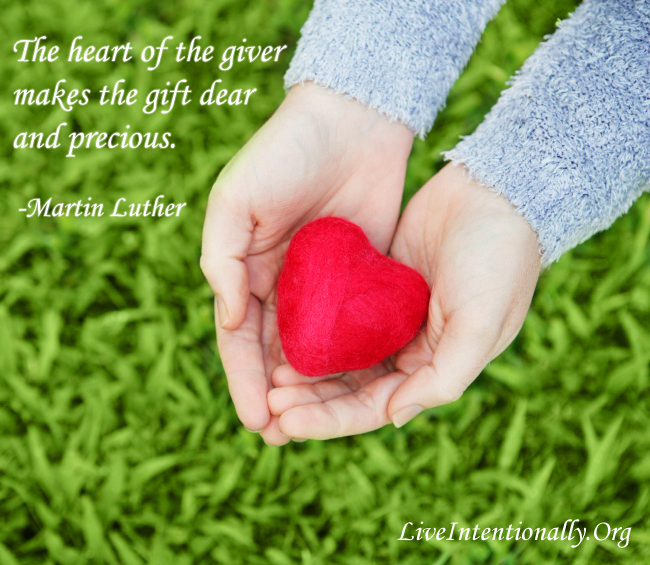 The heart of the giver
makes the gift dear
and precious.
-Martin Luther
LiveIntentionally.Org